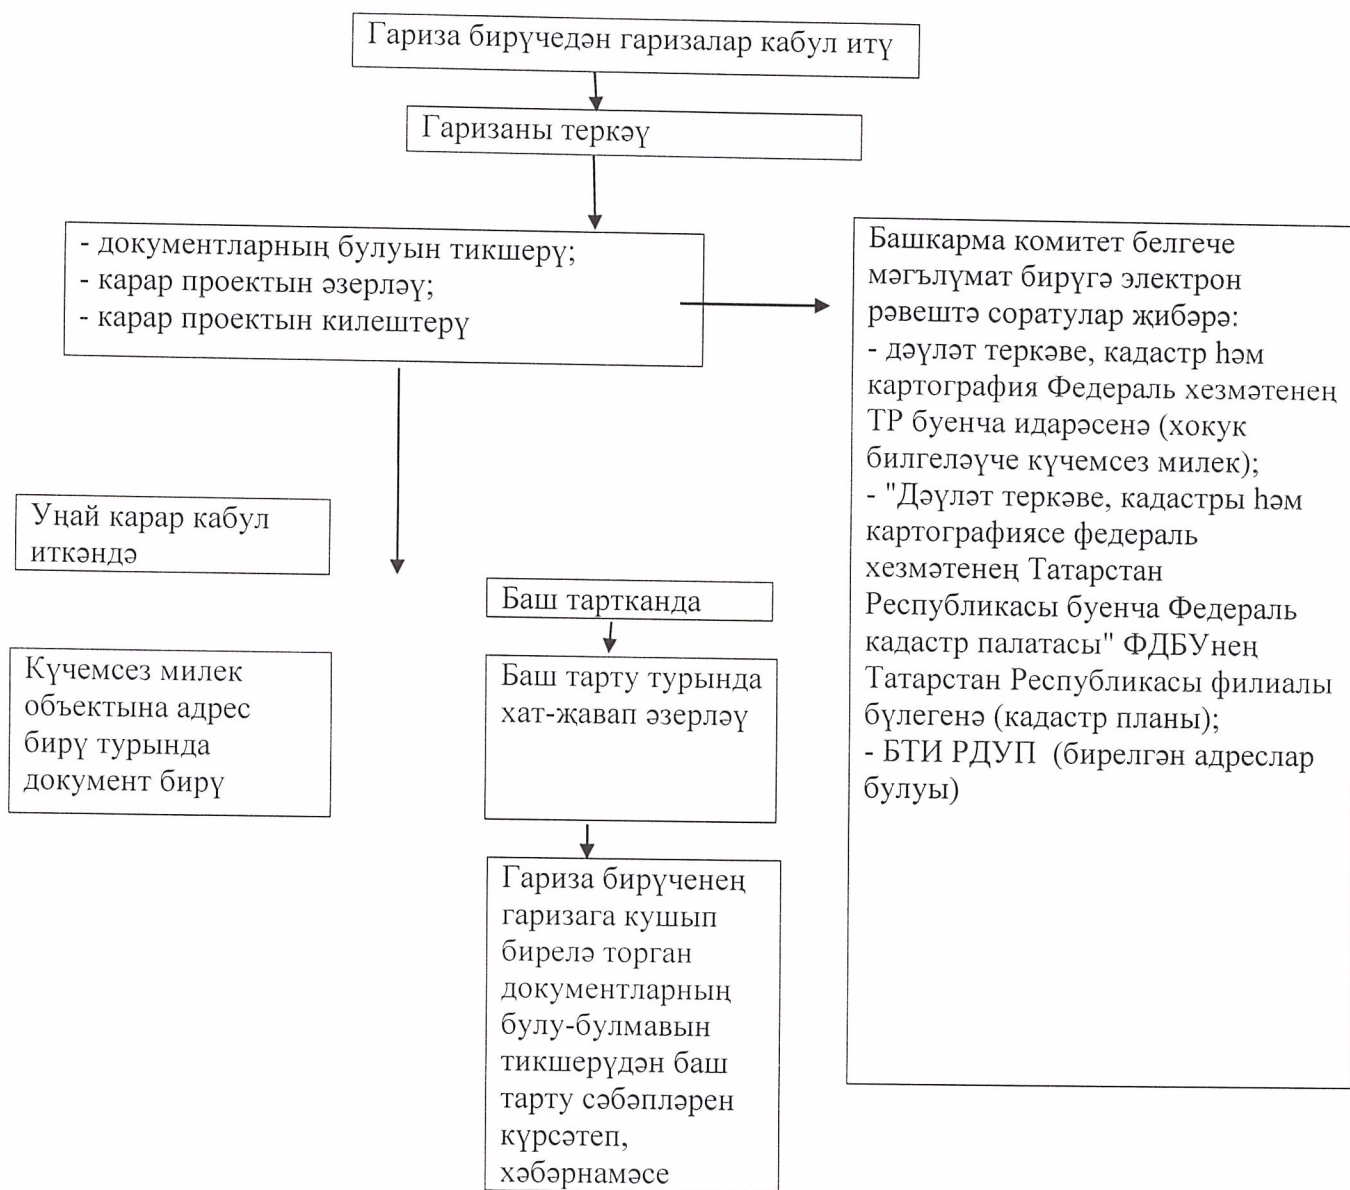 Гариза бирүчедән гаризалар кабул итү
Гаризаны теркәү
- документларның булуын тикшерү;
- карар проектын әзерләү;
- карар проектын килештерү
Башкарма комитет белгече
мәгълүмат бирүгә электрон
рәвештә соратулар җибәрә:
- дәүләт теркәве, кадастр һәм
картография Федераль хезмәтенең
ТР буенча идарәсенә (хокук
билгеләүче күчемсез милек);
- "Дәүләт теркәве, кадастры һәм
картографиясе федераль
хезмәтенең Татарстан
Республикасы буенча Федераль
кадастр палатасы" ФДБУнең
Татарстан Республикасы филиалы
бүлегенә (кадастр планы);
- БТИ РДУП (бирелгән адреслар
булуы)
Уңай карар кабул
иткәндә
Күчемсез милек
объектына адрес
бирү турында
документ бирү
Баш тартканда
Баш тарту турында
хат-җавап әзерләү
Гариза бирүченең
гаризага кушып
бирелә торган
документларның
булу-булмавын
тикшерүдән баш
тарту сәбәпләрен
күрсәтеп,
хәбәрнамәсе